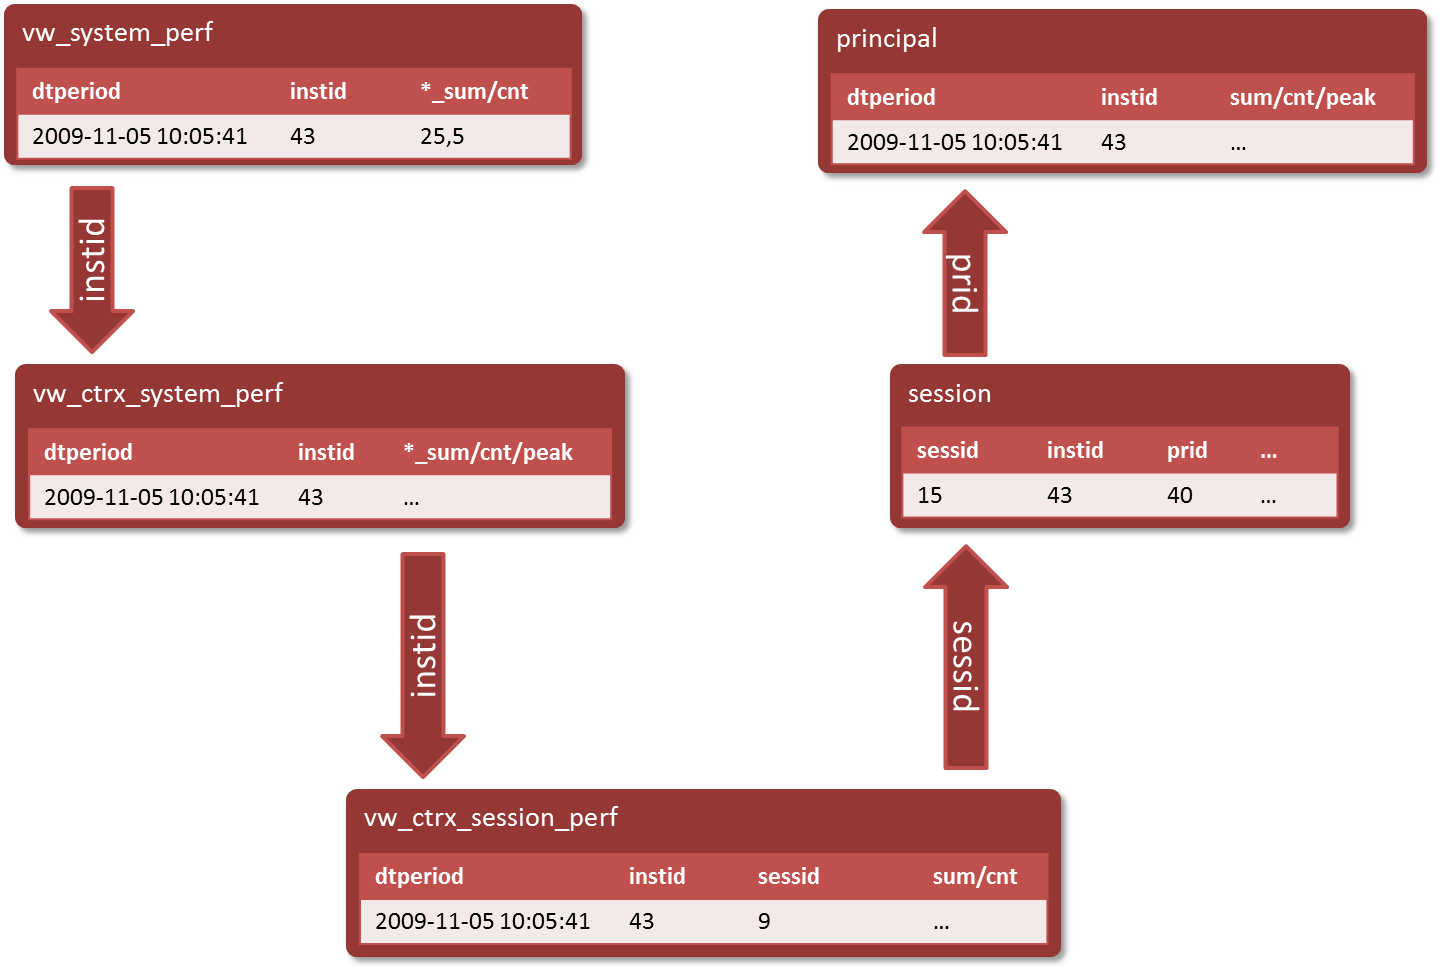 vw_system_perf
dtperiod instid *_sum/cnt
2009-11-05 10:05:41 43 25,5
instid
vw_ctrx_system_perf
dtperiod instid *_sum/cnt/peak
2009-11-05 10:05:41 43 ...
instid
vw_ctrx_session_perf
dtperiod instid sessid sum/cnt
2009-11-05 10:05:41 43 9 ...
sessid
session
sessid instid prid ...
15 43 40 ...
prid
principal
dtperiod instid sum/cnt/peak
2009-11-05 10:05:41 43 ...